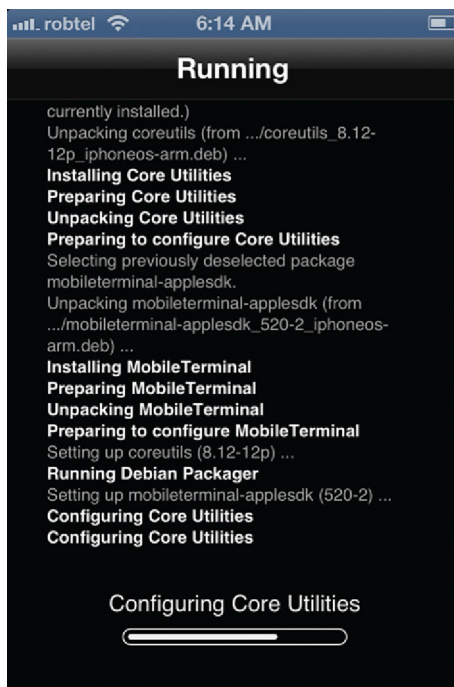 robtel 6:14 AM
Running
currently installed.)
Unpacking coreutils (from .../coreutils_8.12-
12p_iphoneos-arm.deb) ...
Installing Core Utilities
Preparing Core Utilities
Unpacking Core Utilities
Preparing to configure Core Utilities
Selecting previously deselected package
mobileterminal-applesdk.
Unpacking mobileterminal-applesdk (from
.../mobileterminal-applesdk_520-2_iphoneos-
arm.deb) ...
Installing MobileTerminal
Preparing MobileTerminal
Unpacking MobileTerminal
Preparing to configure MobileTerminal
Setting up coreutils (8.12-12p) ...
Running Debian Packager
Setting up mobileterminal-applesdk (520-2) ...
Configuring Core Utilities
Configuring Core Utilities
Configuring Core Utilities